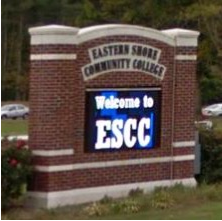 EASTERN SHORE
COMMUNITY COLLEGE
Welcome to
ESCC